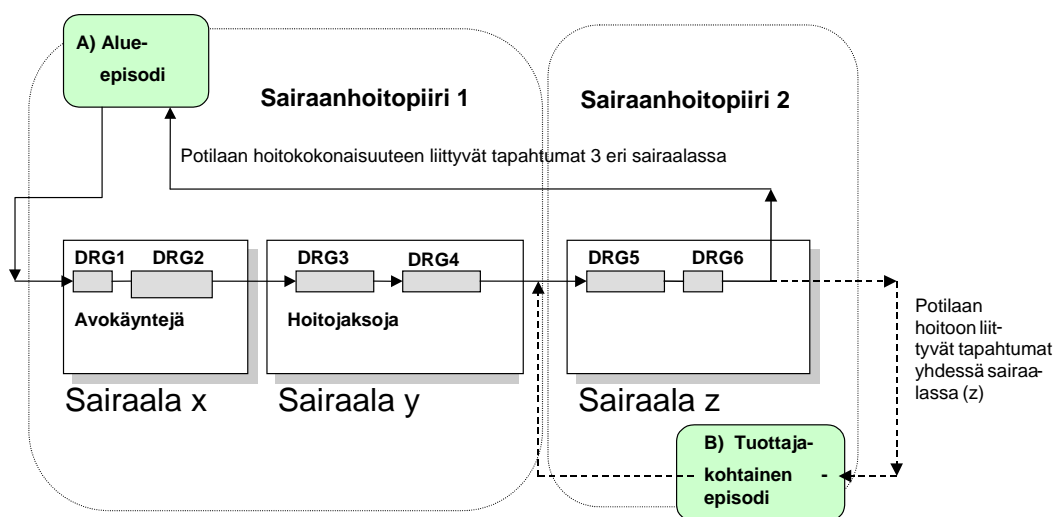 A) Alue-
episodi
Sairaanhoitopiiri 1
Sairaanhoitopiiri 2
Potilaan hoitokokonaisuuteen liittyvät tapahtumat 3 eri sairaalassa
DRG1
DRG2
DRG3
DRG4
DRG5
DRG6
Avokäyntejä
Hoitojaksoja
Potilaan
hoitoon liit-
tyvät tapahtumat
yhdessä sairaa-
lassa (z)
Sairaala x
Sairaala y
Sairaala z
B) Tuottaja-
kohtainen -
episodi